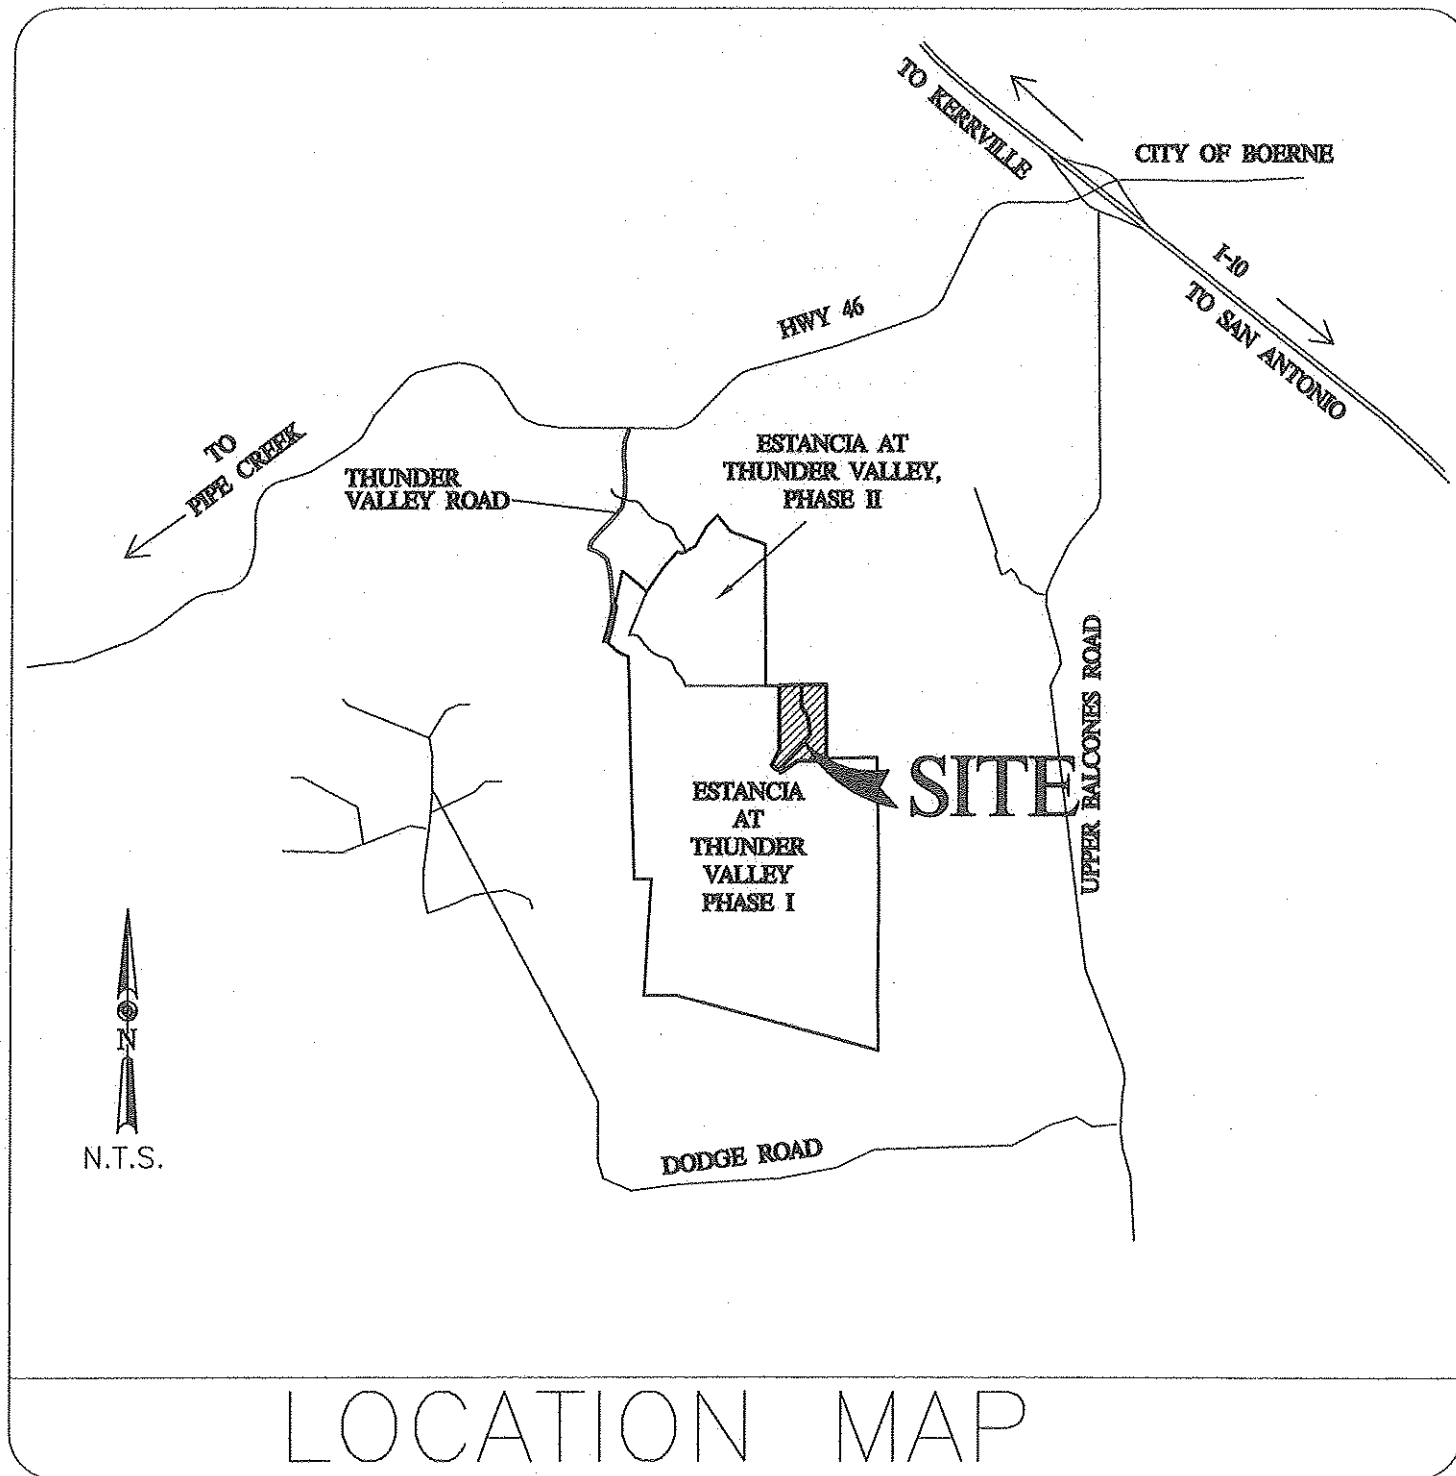 TO KERRVILLE
CITY OF BOERNE
I-10
TO SAN ANTONIO
HWY 46
TO
PIPE CREEK
THUNDER
VALLEY ROAD
ESTANCIA AT
THUNDER VALLEY,
PHASE II
UPPER BALCONES ROAD
SITE
ESTANCIA
AT
THUNDER
VALLEY
PHASE I
N
N.T.S.
DODGE ROAD
LOCATION MAP